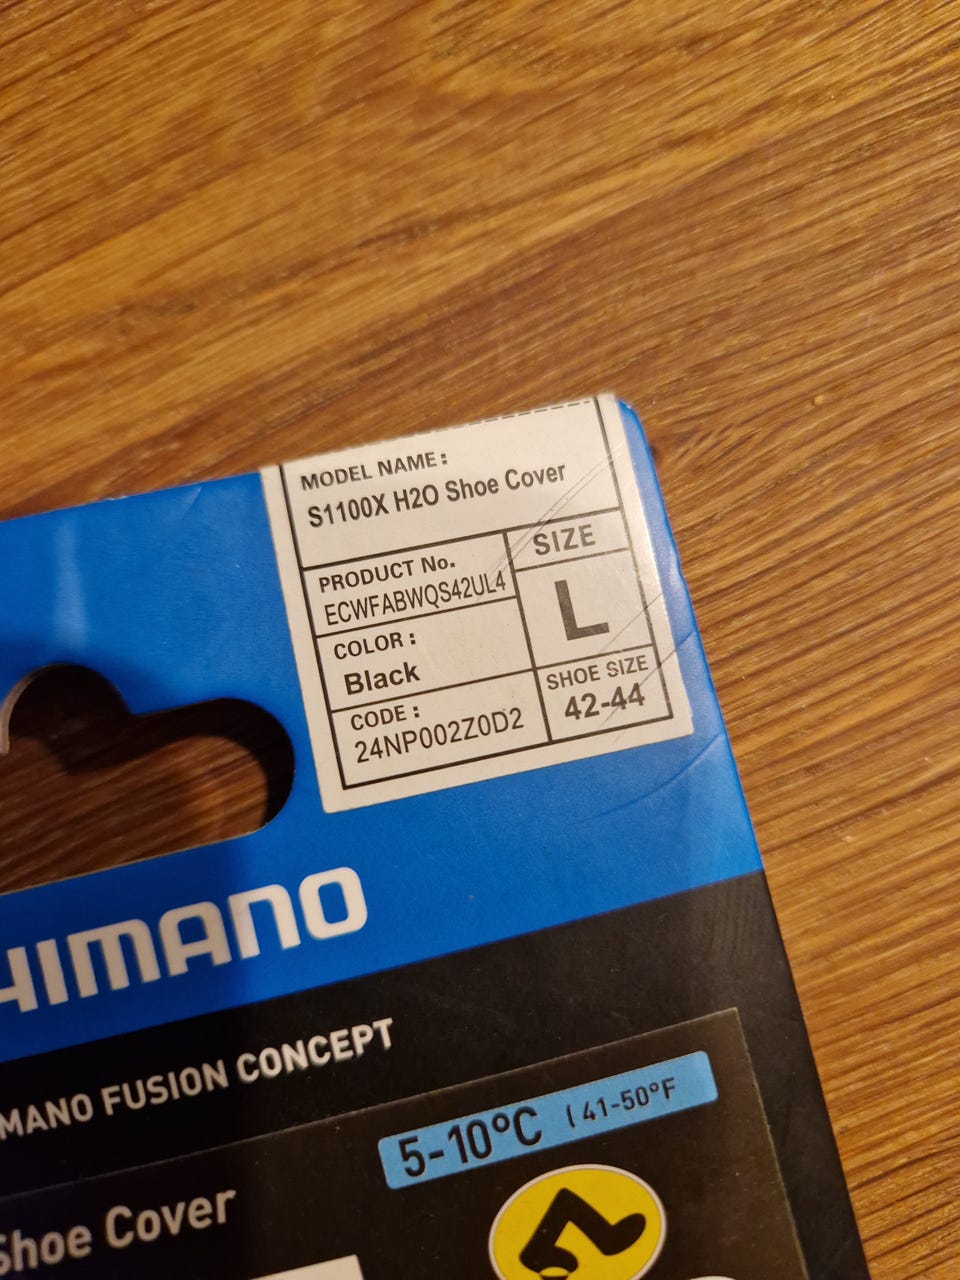 MODEL NAME :
S1100X H2O Shoe Cover
PRODUCT No.
ECWFABWQS42UL4
SIZE
L
COLOR :
Black
SHOE SIZE
42-44
CODE :
24NP002Z0D2
HIMANO
MANO FUSION CONCEPT
5-10°C ( 41-50°F
Shoe Cover